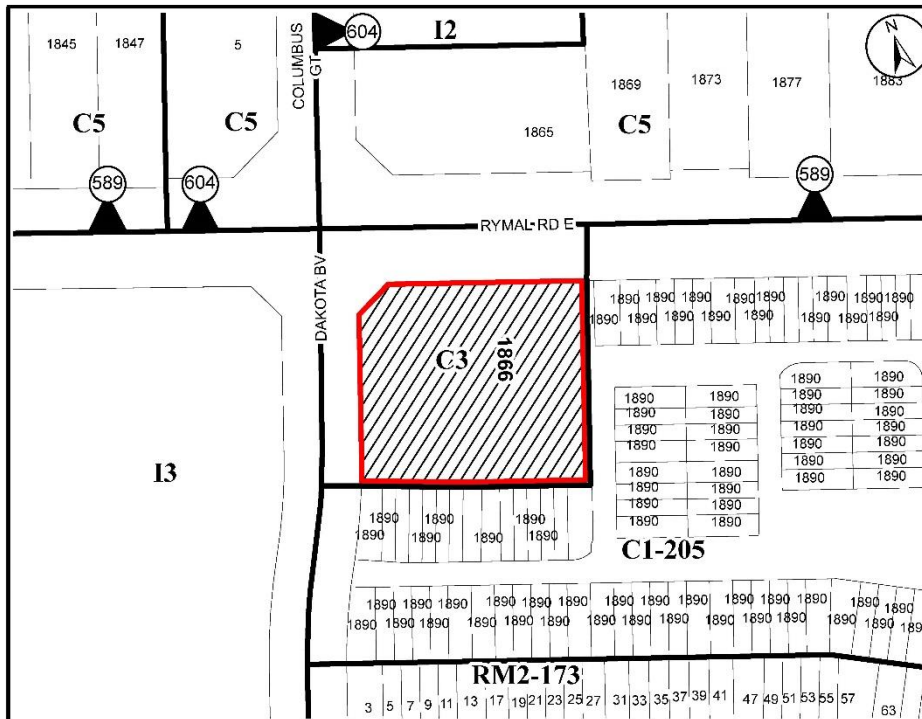 I2
604
N
1845 1847 5
COLUMBUS GT
1869 1873 1877 1883
C5 C5 1865 C5
589 604 589
RYMAL RD E
DAKOTA BV
1890 1890 1890 1890 1890 1890 1890 1890
1890 1890 1890 1890 1890 1890 1890 1890
C3 1866
1890 1890 1890 1890
1890 1890 1890 1890
1890 1890 1890 1890
1890 1890 1890 1890
1890 1890
1890 1890 1890 1890
1890 1890 1890 1890
1890 1890 1890 1890
I3
1890 1890 1890
1890 1890 1890 1890
C1-205
1890 1890 1890 1890 1890 1890 1890 1890 1890 1890 1890 1890 1890 1890
1890 1890 1890 1890 1890 1890 1890 1890 1890 1890 1890 1890 1890
RM2-173
3 5 7 9 11 13 17 19 21 23 25 27 31 33 35 37 39 41 47 49 51 53 55 57 63